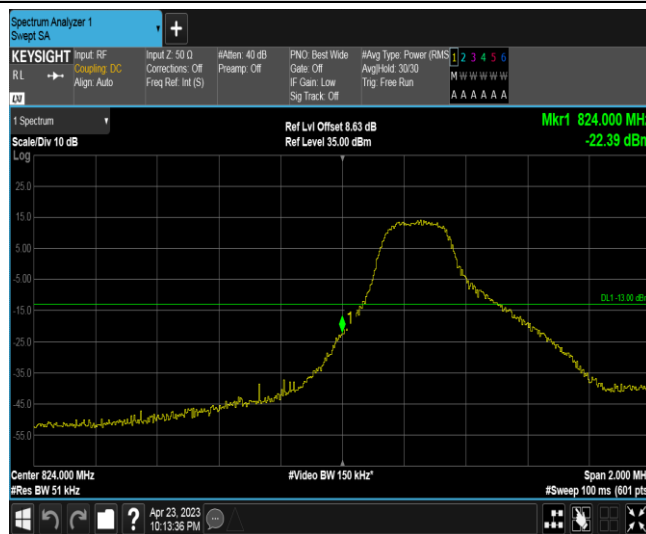 Spectrum Analyzer 1
Swept SA
+
KEYSIGHT
RL
LXI
Input: RF
Coupling: DC
Align: Auto
Input Z: 50 Ω
Corrections: Off
Freq Ref: Int (S)
#Atten: 40 dB
Preamp: Off
PNO: Best Wide
Gate: Off
IF Gain: Low
Sig Track: Off
#Avg Type: Power (RMS
Avg|Hold: 30/30
Trig: Free Run
1 2 3 4 5 6
M W W W W W
A A A A A A
1 Spectrum
Scale/Div 10 dB
Log
Ref Lvl Offset 8.63 dB
Ref Level 35.00 dBm
Mkr1 824.000 MHz
-22.39 dBm
25.0
15.0
5.00
-5.00
-15.0
-25.0
-35.0
-45.0
-55.0
DL1 -13.00 dBm
1
Center 824.000 MHz
#Res BW 51 kHz
#Video BW 150 kHz*
Span 2.000 MHz
#Sweep 100 ms (601 pts
?
Apr 23, 2023
10:13:36 PM